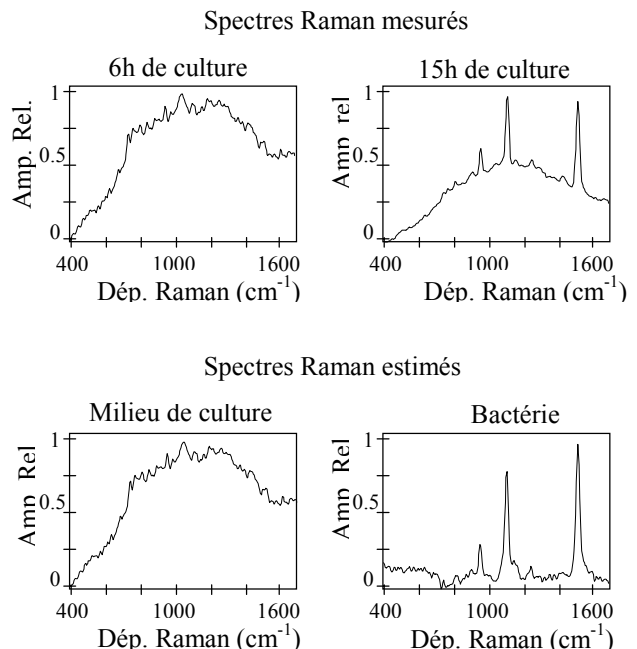 Spectres Raman mesurés
6h de culture
15h de culture
Amp. Rel.
1
0.5
0
400
1000
1600
Dép. Raman (cm-1)
Amp rel
1
0.5
0
400
1000
1600
Dép. Raman (cm-1)
Spectres Raman estimés
Milieu de culture
Bactérie
Amp Rel
1
0.5
0
400
1000
1600
Dép. Raman (cm-1)
Amp Rel
1
0.5
0
400
1000
1600
Dép. Raman (cm-1)